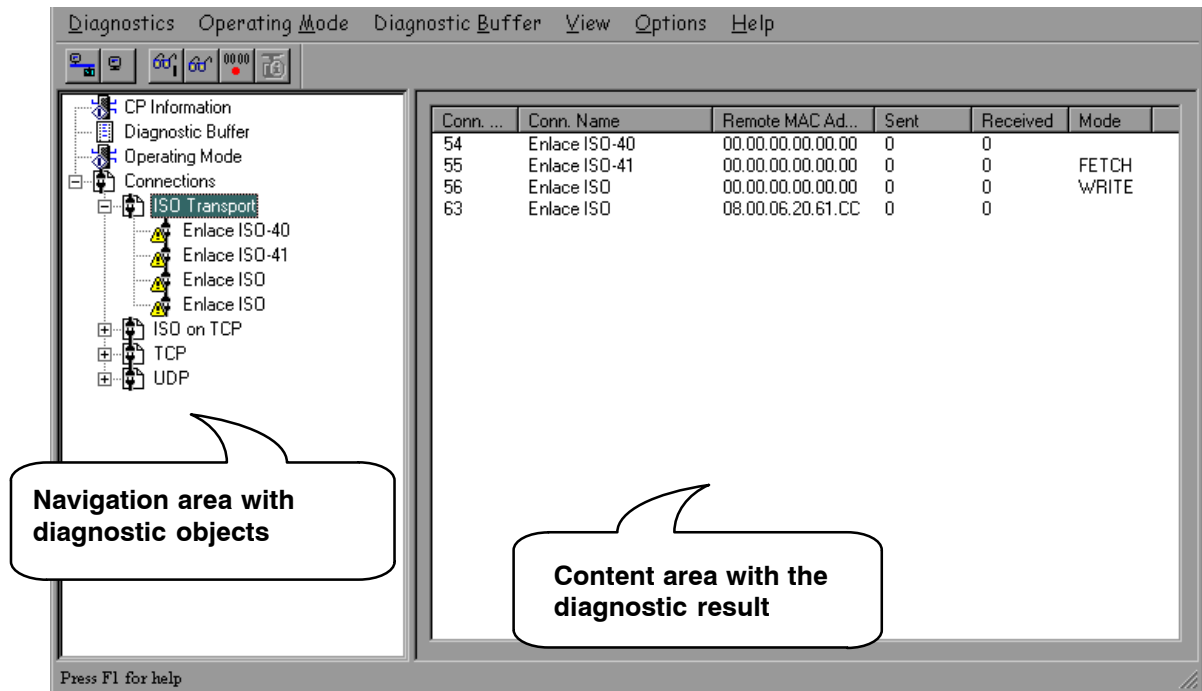 Diagnostics Operating Mode Diagnostic Buffer View Options Help
00 00
CP Information
Diagnostic Buffer
Operating Mode
Connections
ISO Transport
Enlace ISO-40
Enlace ISO-41
Enlace ISO
Enlace ISO
ISO on TCP
TCP
UDP
Navigation area with
diagnostic objects
Conn. ... Conn. Name Remote MAC Ad... Sent Received Mode
54 Enlace ISO-40 00.00.00.00.00.00 0 0
55 Enlace ISO-41 00.00.00.00.00.00 0 0 FETCH
56 Enlace ISO 00.00.00.00.00.00 0 0 WRITE
63 Enlace ISO 08.00.06.20.61.CC 0 0
Content area with the
diagnostic result
Press F1 for help